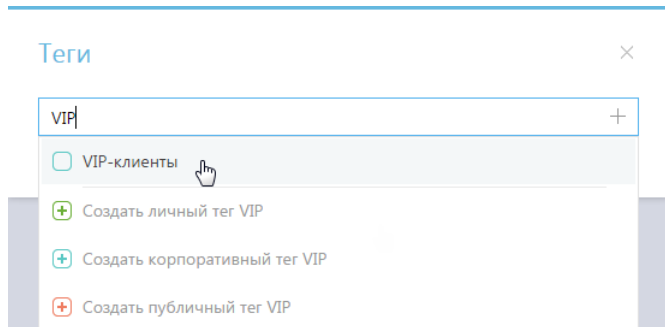 Теги
VIP
VIP-клиенты
Создать личный тег VIP
Создать корпоративный тег VIP
Создать публичный тег VIP